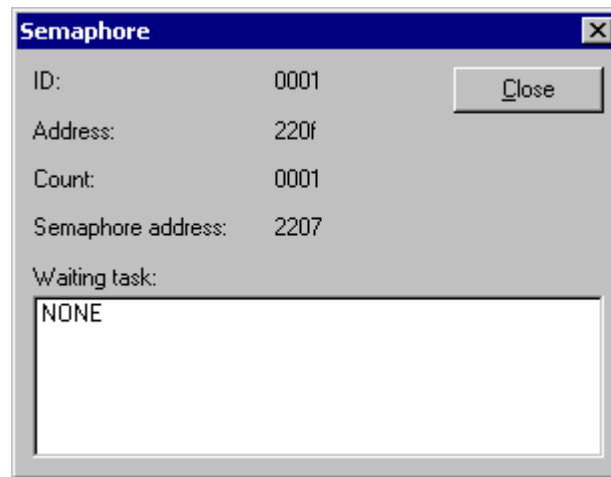 Semaphore
ID: 0001
Close
Address: 220f
Count: 0001
Semaphore address: 2207
Waiting task:
NONE